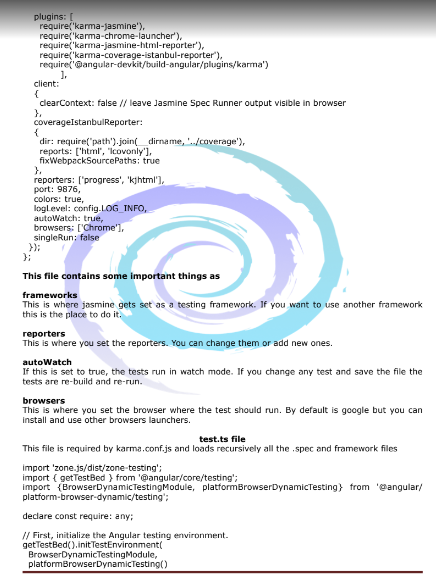 plugins: [
require('karma-jasmine'),
require('karma-chrome-launcher'),
require('karma-jasmine-html-reporter'),
require('karma-coverage-istanbul-reporter'),
require('@angular-devkit/build-angular/plugins/karma')
],
client:
{
clearContext: false // leave Jasmine Spec Runner output visible in browser
},
coverageIstanbulReporter:
{
dir: require('path').join(__dirname, '../coverage'),
reports: ['html', 'lcovonly'],
fixWebpackSourcePaths: true
},
reporters: ['progress', 'kjhtml'],
port: 9876,
colors: true,
logLevel: config.LOG_INFO,
autoWatch: true,
browsers: ['Chrome'],
singleRun: false
});
};
This file contains some important things as
frameworks
This is where jasmine gets set as a testing framework. If you want to use another framework
this is the place to do it.
reporters
This is where you set the reporters. You can change them or add new ones.
autoWatch
If this is set to true, the tests run in watch mode. If you change any test and save the file the
tests are re-build and re-run.
browsers
This is where you set the browser where the test should run. By default is google but you can
install and use other browsers launchers.
test.ts file
This file is required by karma.conf.js and loads recursively all the .spec and framework files
import 'zone.js/dist/zone-testing';
import { getTestBed } from '@angular/core/testing';
import {BrowserDynamicTestingModule, platformBrowserDynamicTesting} from '@angular/
platform-browser-dynamic/testing';
declare const require: any;
// First, initialize the Angular testing environment.
getTestBed().initTestEnvironment(
BrowserDynamicTestingModule,
platformBrowserDynamicTesting()